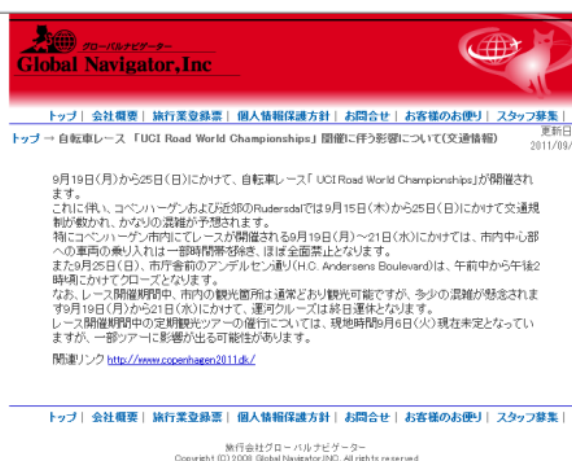 グローバルナビゲーター
Global Navigator,Inc
トップ | 会社概要 | 旅行業登録票 | 個人情報保護方針 | お問合せ | お客様のお便り | スタッフ募集 |
トップ → 自転車レース 「UCI Road World Championships」 開催に伴う影響について(交通情報)
更新日
2011/09/
9月19日(月)から25日(日)にかけて、自転車レース「 UCI Road World Championships」が開催され
ます。
これに伴い、コペンハーゲンおよび近郊のRudersdalでは9月15日(木)から25日(日)にかけて交通規
制が敷かれ、かなりの混雑が予想されます。
特にコペンハーゲン市内にてレースが開催される9月19日(月)～21日(水)にかけては、市内中心部
への車両の乗り入れは一部時間帯を除き、ほぼ全面禁止となります。
また9月25日(日)、市庁舎前のアンデルセン通り(H.C. Andersens Boulevard)は、午前中から午後2
時頃にかけてクローズとなります。
なお、レース開催期間中、市内の観光箇所は通常どおり観光可能ですが、多少の混雑が懸念されま
す9月19日(月)から21日(水)にかけて、運河クルーズは終日運休となります。
レース開催期間中の定期観光ツアーの催行については、現地時間9月6日(火)現在未定となってい
ますが、一部ツアーに影響が出る可能性があります。
関連リンク http://www.copenhagen2011.dk/
トップ | 会社概要 | 旅行業登録票 | 個人情報保護方針 | お問合せ | お客様のお便り | スタッフ募集 |
旅行会社グローバルナビゲーター
Copyright (C) 2008 Global Navigator,INC. All rights reserved